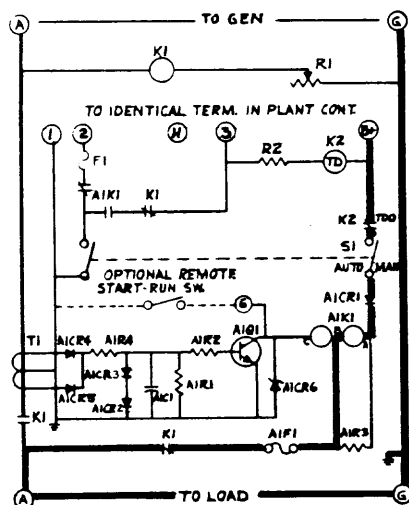 A TO GEN G
K1
R1
TO IDENTICAL TERM. IN PLANT CONT.
1 2 H 3 B+
F1
R2
K2
TD
A1K1
K1
K2
TDO
S1
OPTIONAL REMOTE
START-RUN SW.
AUTO MAN
6
A1CR1
A1K1
T1
A1CR4
A1R4
A1R2
A1Q1
C
B
A
A1CR3
A1CR5
A1CR2
A1C1
A1R1
A1CR6
K1
K1
A1F1
A1R3
A TO LOAD G